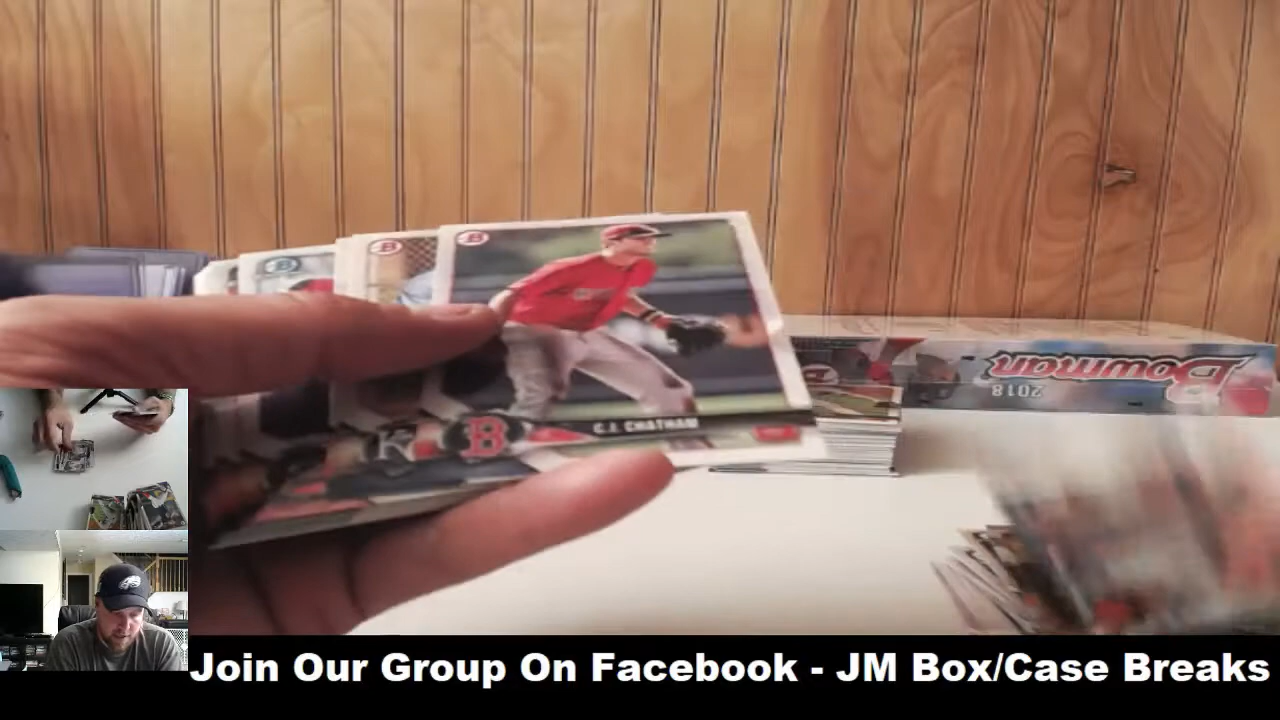 B
B
B
C.J. CHATHAM
B
Bowman
2018
Join Our Group On Facebook - JM Box/Case Breaks